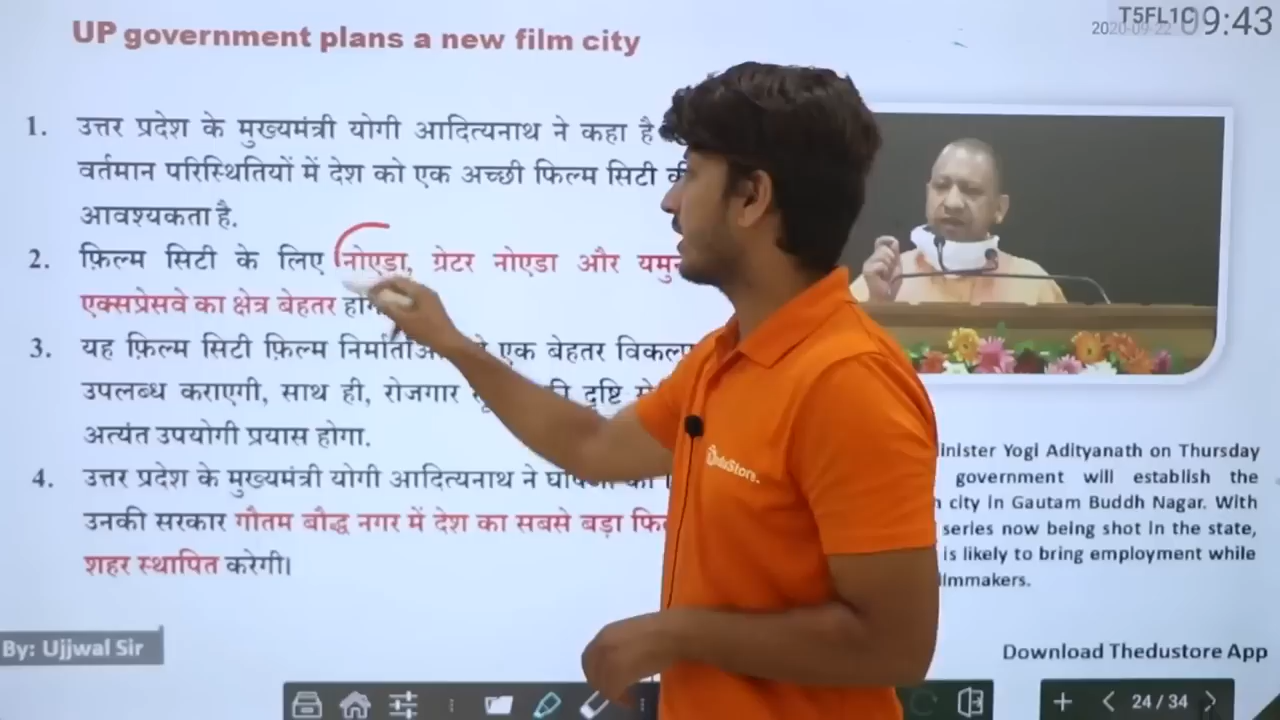 UP government plans a new film city
T5FL1C
2020-09-22
09:43
1. उत्तर प्रदेश के मुख्यमंत्री योगी आदित्यनाथ ने कहा है
वर्तमान परिस्थितियों में देश को एक अच्छी फिल्म सिटी
आवश्यकता है.
2. फ़िल्म सिटी के लिए नोएडा, ग्रेटर नोएडा और
एक्सप्रेसवे का क्षेत्र बेहतर
3. यह फ़िल्म सिटी फ़िल्म एक बेहतर
उपलब्ध कराएगी, साथ ही, रोजगार दृष्टि
अत्यंत उपयोगी प्रयास होगा.
4. उत्तर प्रदेश के मुख्यमंत्री योगी आदित्यनाथ ने
उनकी सरकार गौतम बौद्ध नगर में देश का सबसे बड़ा
शहर स्थापित करेगी।
Yogi Adityanath on Thursday
government will establish the
city in Gautam Buddh Nagar. With
series now being shot in the state,
is likely to bring employment while
By: Ujjwal Sir
Download Thedustore App
24 / 34